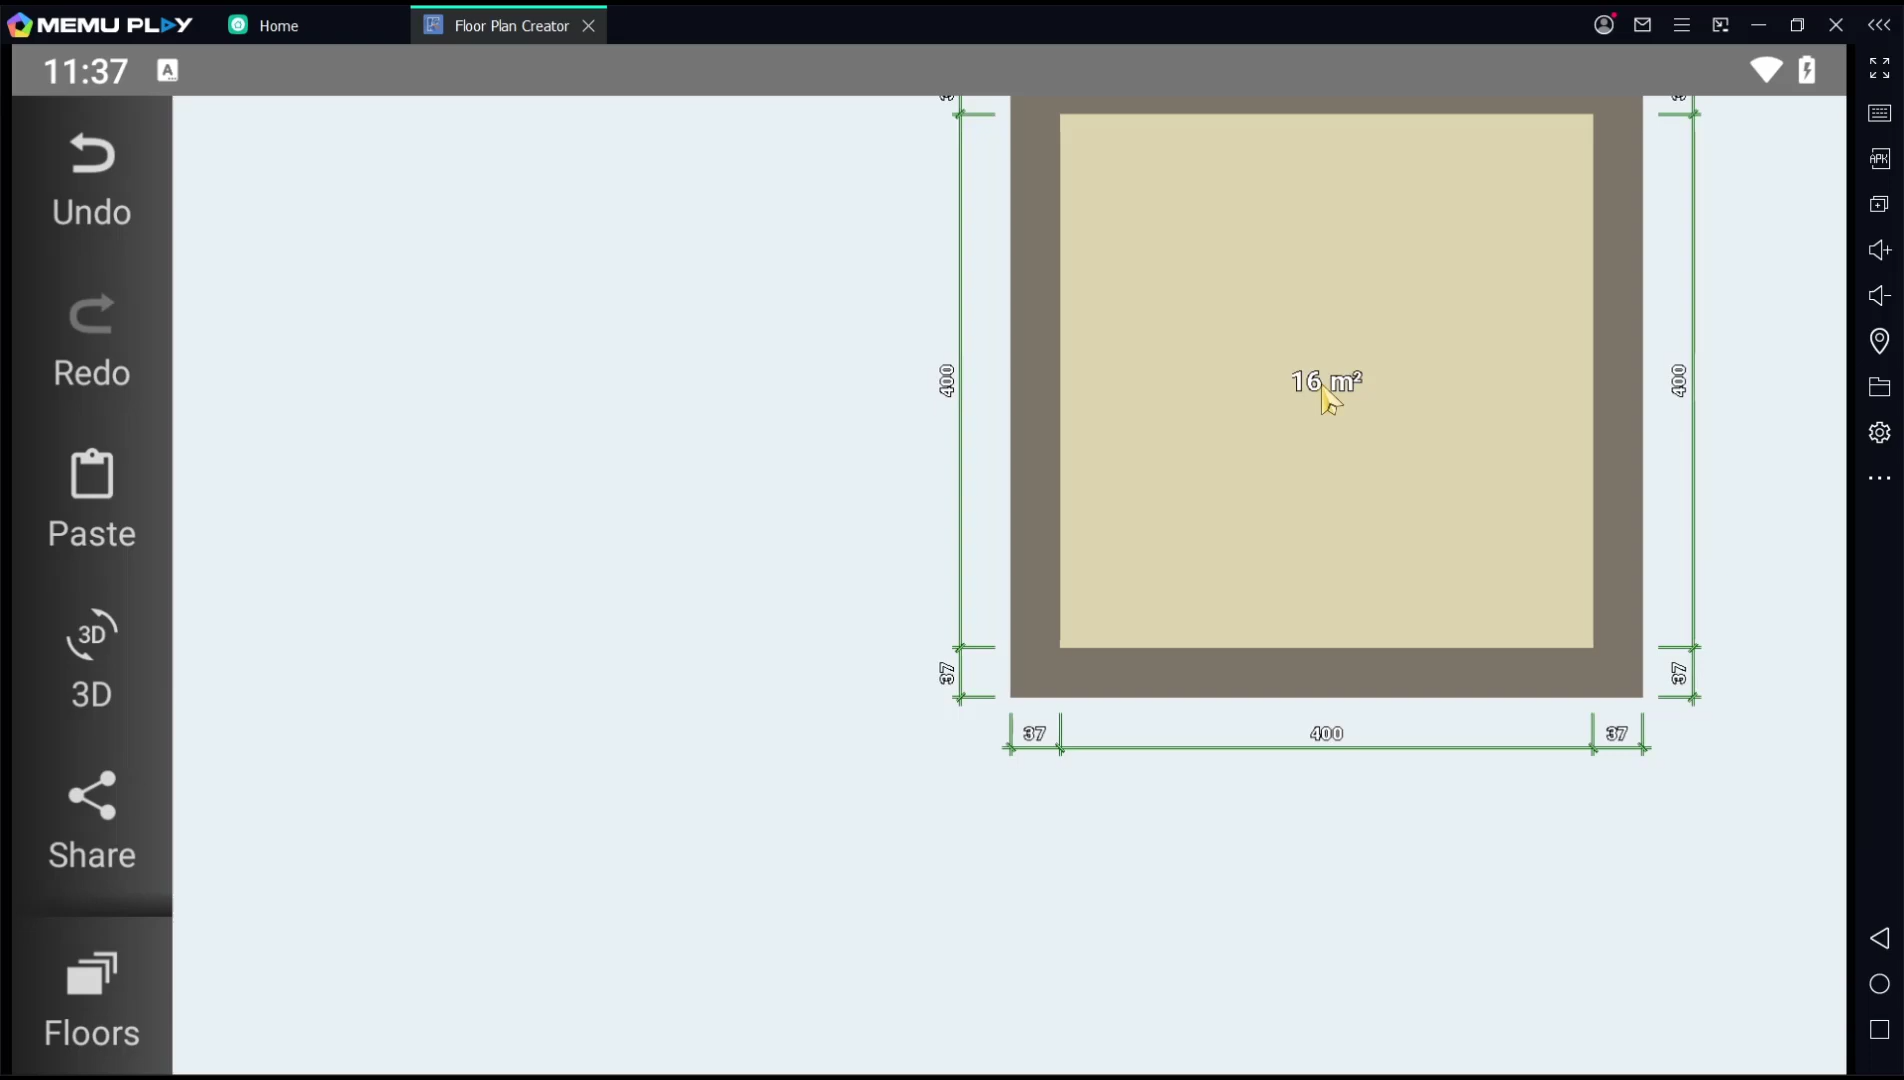 MEMU PLAY
Home
Floor Plan Creator
11:37
A
APK
Undo
Redo
Paste
3D
3D
Share
Floors
400
37
16 m²
400
37
37
400
37